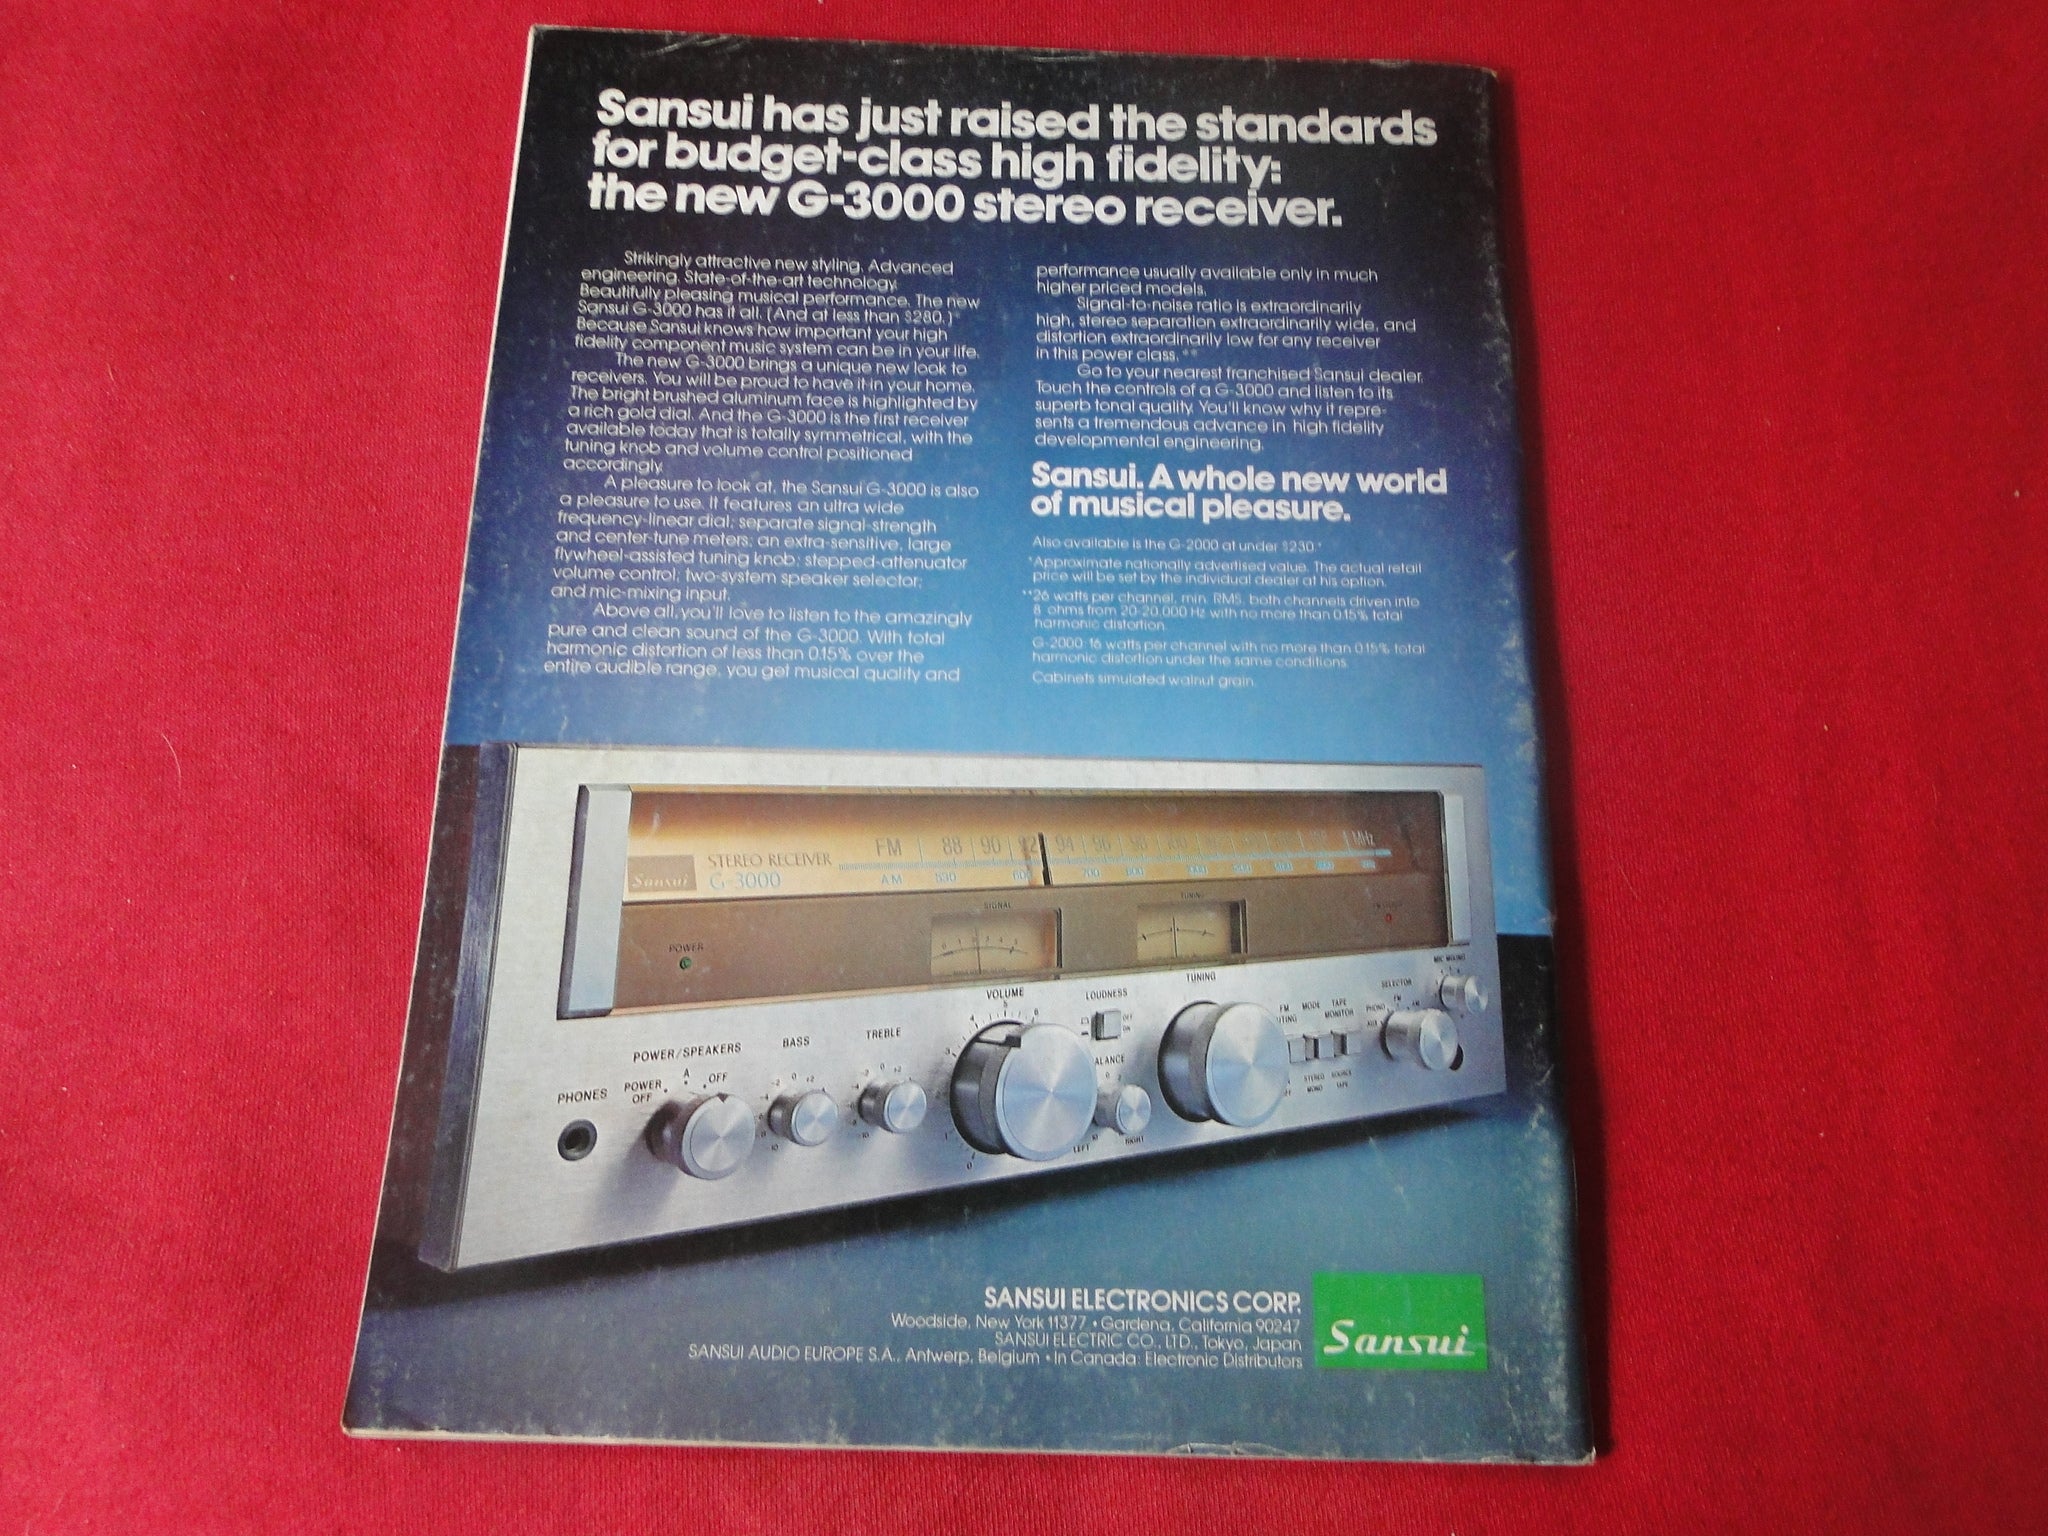 Sansui has just raised the standards
for budget-class high fidelity:
the new G-3000 stereo receiver.
Strikingly attractive new styling. Advanced
engineering. State-of-the-art technology.
Beautifully pleasing musical performance. The new
Sansui G-3000 has it all. (And at less than $280.)*
Because Sansui knows how important your high
fidelity component music system can be in your life.
The new G-3000 brings a unique new look to
receivers. You will be proud to have it in your home.
The bright brushed aluminum face is highlighted by
a rich gold dial. And the G-3000 is the first receiver
available today that is totally symmetrical, with the
tuning knob and volume control positioned
accordingly.
A pleasure to look at, the Sansui G-3000 is also
a pleasure to use. It features an ultra wide
frequency-linear dial; separate signal-strength
and center-tune meters; an extra-sensitive, large
flywheel-assisted tuning knob; stepped-attenuator
volume control; two-system speaker selector;
and mic-mixing input.
Above all, you'll love to listen to the amazingly
pure and clean sound of the G-3000. With total
harmonic distortion of less than 0.15% over the
entire audible range, you get musical quality and
performance usually available only in much
higher priced models.
Signal-to-noise ratio is extraordinarily
high, stereo separation extraordinarily wide, and
distortion extraordinarily low for any receiver
in this power class.**
Go to your nearest franchised Sansui dealer.
Touch the controls of a G-3000 and listen to its
superb tonal quality. You'll know why it repre-
sents a tremendous advance in high fidelity
developmental engineering.
Sansui. A whole new world
of musical pleasure.
Also available is the G-2000 at under $230.*
*Approximate nationally advertised value. The actual retail
price will be set by the individual dealer at his option.
**26 watts per channel, min. RMS, both channels driven into
8 ohms from 20-20,000 Hz with no more than 0.15% total
harmonic distortion.
G-2000: 16 watts per channel with no more than 0.15% total
harmonic distortion under the same conditions.
Cabinets simulated walnut grain.
Sansui
STEREO RECEIVER
G-3000
FM 88 90 92 94 96 98 100 MHz
AM 530 600 700 800
SIGNAL
0 1 2 3 4 5
TUNING
POWER
PHONES
POWER/SPEAKERS
POWER OFF A OFF
BASS
TREBLE
VOLUME
LOUDNESS
OFF
ON
BALANCE
LEFT RIGHT
TUNING
FM MODE TAPE MONITOR
STEREO MONO
SOURCE TAPE
SELECTOR
PHONO FM AM
AUX
MIC MIXING
SANSUI ELECTRONICS CORP.
Woodside, New York 11377 • Gardena, California 90247
SANSUI ELECTRIC CO., LTD., Tokyo, Japan
SANSUI AUDIO EUROPE S.A., Antwerp, Belgium • In Canada: Electronic Distributors
Sansui